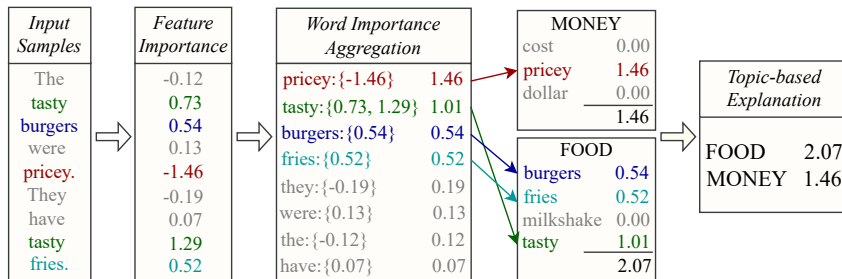 Input
Samples
The
tasty
burgers
were
pricey.
They
have
tasty
fries.
Feature
Importance
-0.12
0.73
0.54
0.13
-1.46
-0.19
0.07
1.29
0.52
Word Importance
Aggregation
pricey:{-1.46} 1.46
tasty:{0.73, 1.29} 1.01
burgers:{0.54} 0.54
fries:{0.52} 0.52
they:{-0.19} 0.19
were:{0.13} 0.13
the:{-0.12} 0.12
have:{0.07} 0.07
MONEY
cost 0.00
pricey 1.46
dollar 0.00
1.46
FOOD
burgers 0.54
fries 0.52
milkshake 0.00
tasty 1.01
2.07
Topic-based
Explanation
FOOD 2.07
MONEY 1.46